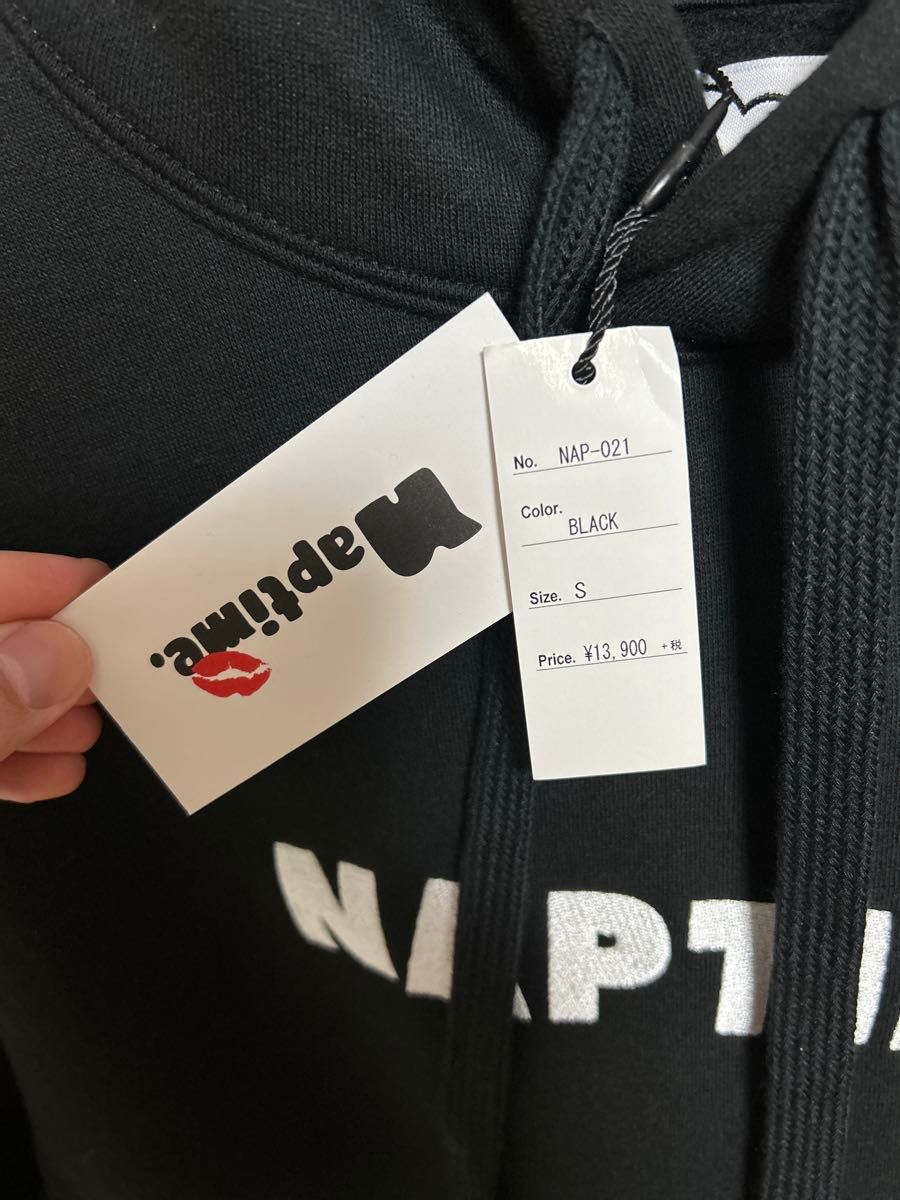 Naptime.
No. NAP-021
Color. BLACK
Size. S
Price. ¥13,900 +税
NAPTI